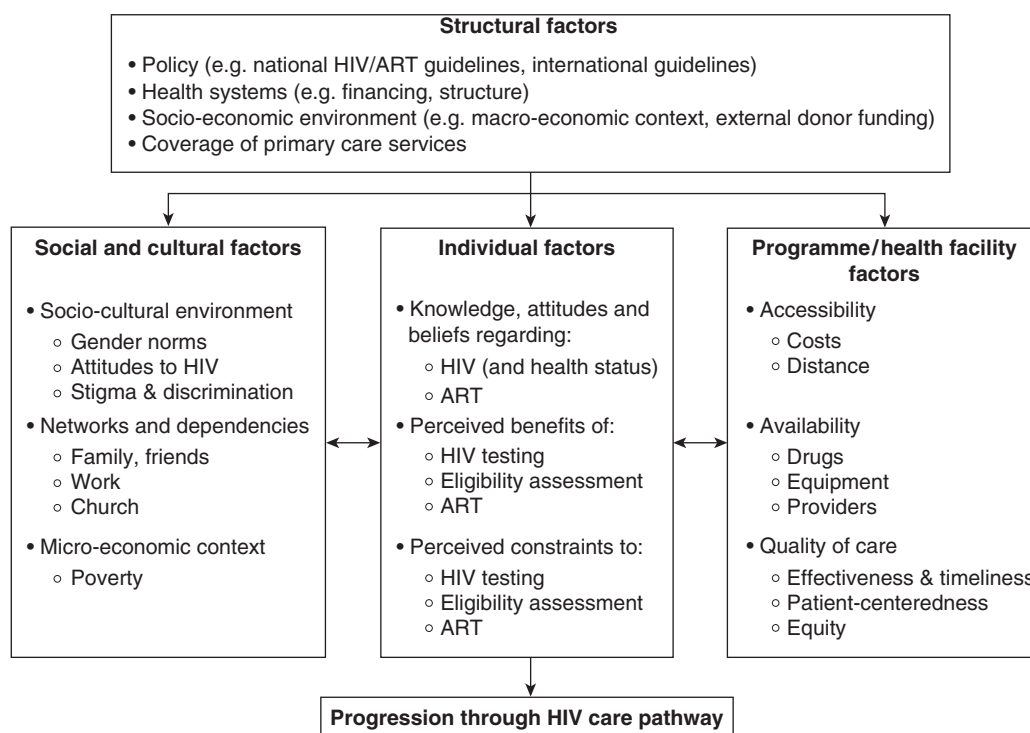 Structural factors
• Policy (e.g. national HIV/ART guidelines, international guidelines)
• Health systems (e.g. financing, structure)
• Socio-economic environment (e.g. macro-economic context, external donor funding)
• Coverage of primary care services
Social and cultural factors
• Socio-cultural environment
○ Gender norms
○ Attitudes to HIV
○ Stigma & discrimination
• Networks and dependencies
○ Family, friends
○ Work
○ Church
• Micro-economic context
○ Poverty
Individual factors
• Knowledge, attitudes and
beliefs regarding:
○ HIV (and health status)
○ ART
• Perceived benefits of:
○ HIV testing
○ Eligibility assessment
○ ART
• Perceived constraints to:
○ HIV testing
○ Eligibility assessment
○ ART
Programme/health facility
factors
• Accessibility
○ Costs
○ Distance
• Availability
○ Drugs
○ Equipment
○ Providers
• Quality of care
○ Effectiveness & timeliness
○ Patient-centeredness
○ Equity
Progression through HIV care pathway